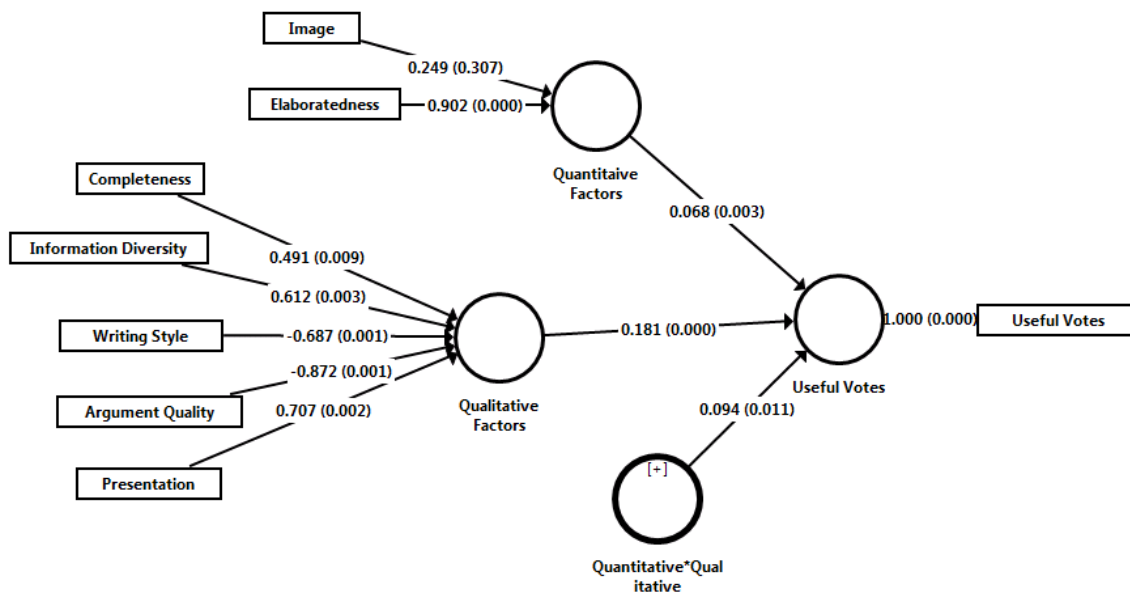 Image
0.249 (0.307)
Elaboratedness
0.902 (0.000)
Quantitaive
Factors
Completeness
0.068 (0.003)
Information Diversity
0.491 (0.009)
0.612 (0.003)
Writing Style
-0.687 (0.001)
0.181 (0.000)
1.000 (0.000)
Useful Votes
-0.872 (0.001)
Useful Votes
Argument Quality
0.707 (0.002)
Qualitative
Factors
0.094 (0.011)
Presentation
[+]
Quantitative*Qual
itative